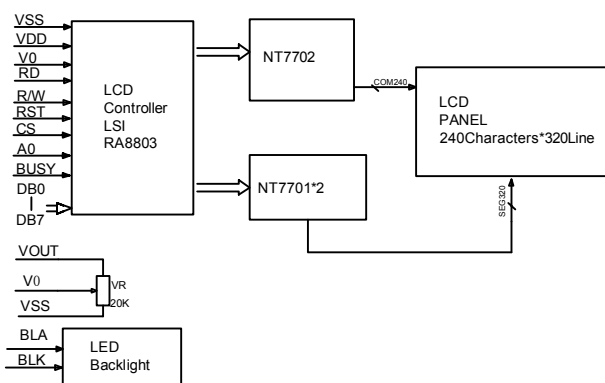 VSS
VDD
V0
RD
R/W
RST
CS
A0
BUSY
DB0
DB7
LCD
Controller
LSI
RA8803
NT7702
COM240
LCD
PANEL
240Characters*320Line
NT7701*2
SEG320
VOUT
V0
VSS
VR
20K
BLA
BLK
LED
Backlight